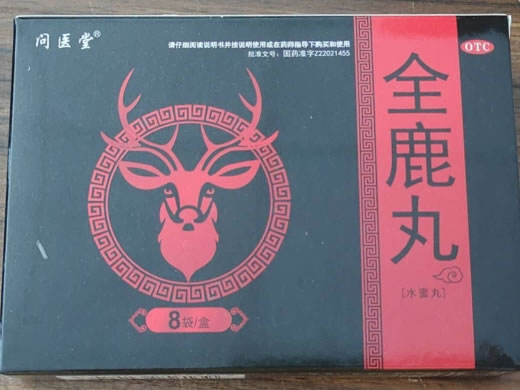 问医堂®
请仔细阅读说明书并按说明使用或在药师指导下购买和使用
批准文号：国药准字Z22021455
OTC
全鹿丸
[水蜜丸]
8袋/盒